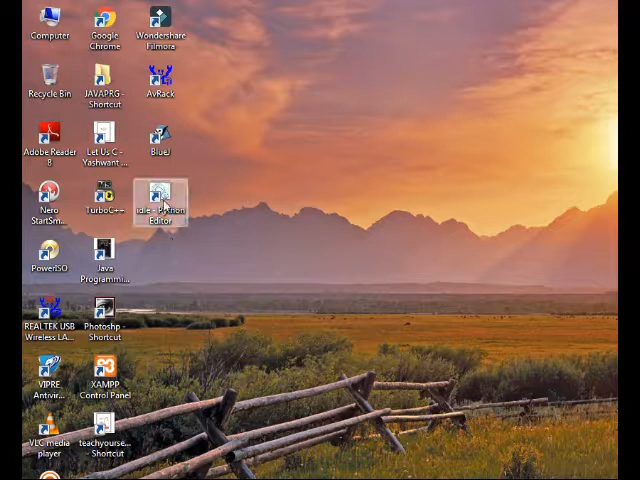 Computer
Google
Chrome
Wondershare
Filmora
Recycle Bin
JAVAPRG -
Shortcut
AvRack
Adobe Reader
8
Let Us C -
Yashwant ...
BlueJ
Nero
StartSm...
TurboC++
idle - Python
Editor
PowerISO
Java
Programmi...
REALTEK USB
Wireless LA...
Photoshp -
Shortcut
VIPRE
Antivir...
XAMPP
Control Panel
VLC media
player
teachyourse...
- Shortcut